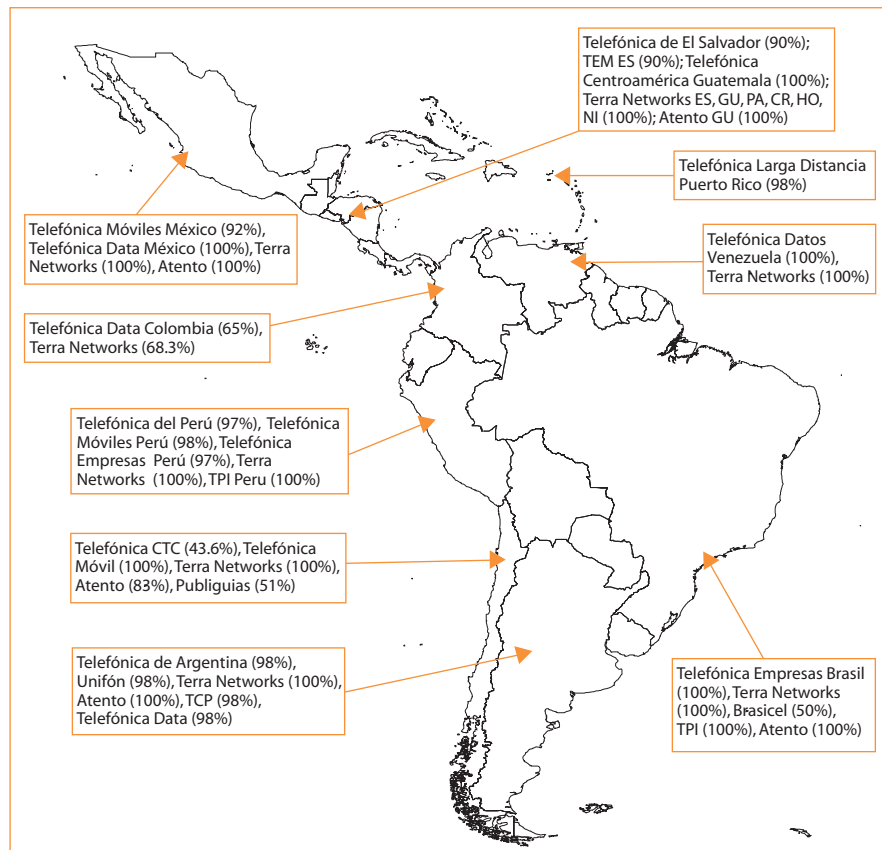 Telefónica de El Salvador (90%);
TEM ES (90%); Telefónica
Centroamérica Guatemala (100%);
Terra Networks ES, GU, PA, CR, HO,
NI (100%); Atento GU (100%)
Telefónica Larga Distancia
Puerto Rico (98%)
Telefónica Móviles México (92%),
Telefónica Data México (100%), Terra
Networks (100%), Atento (100%)
Telefónica Datos
Venezuela (100%),
Terra Networks (100%)
Telefónica Data Colombia (65%),
Terra Networks (68.3%)
Telefónica del Perú (97%), Telefónica
Móviles Perú (98%), Telefónica
Empresas Perú (97%), Terra
Networks (100%), TPI Peru (100%)
Telefónica CTC (43.6%), Telefónica
Móvil (100%), Terra Networks (100%),
Atento (83%), Publiguias (51%)
Telefónica de Argentina (98%),
Unifón (98%), Terra Networks (100%),
Atento (100%), TCP (98%),
Telefónica Data (98%)
Telefónica Empresas Brasil
(100%), Terra Networks
(100%), Brasicel (50%),
TPI (100%), Atento (100%)